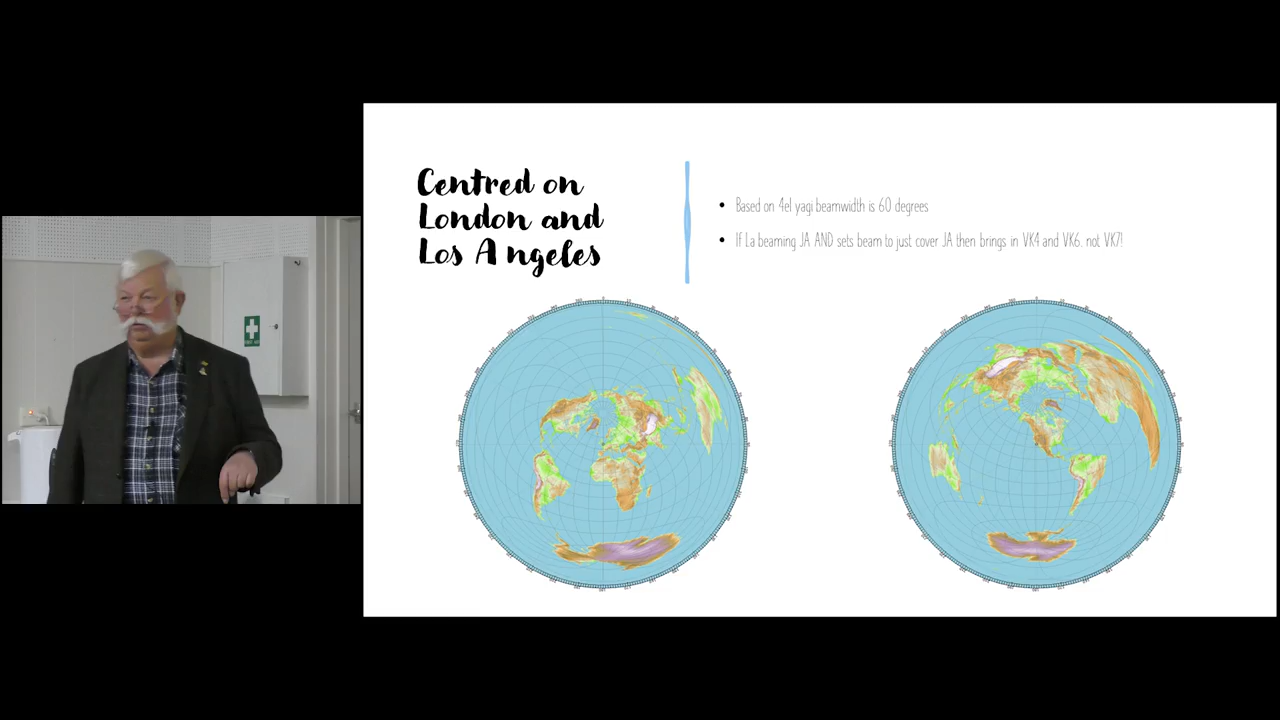 Centred on
London and
Los Angeles
Based on 4el yagi beamwidth is 60 degrees
If La beaming JA AND sets beam to just cover JA then brings in VK4 and VK6. not VK7!